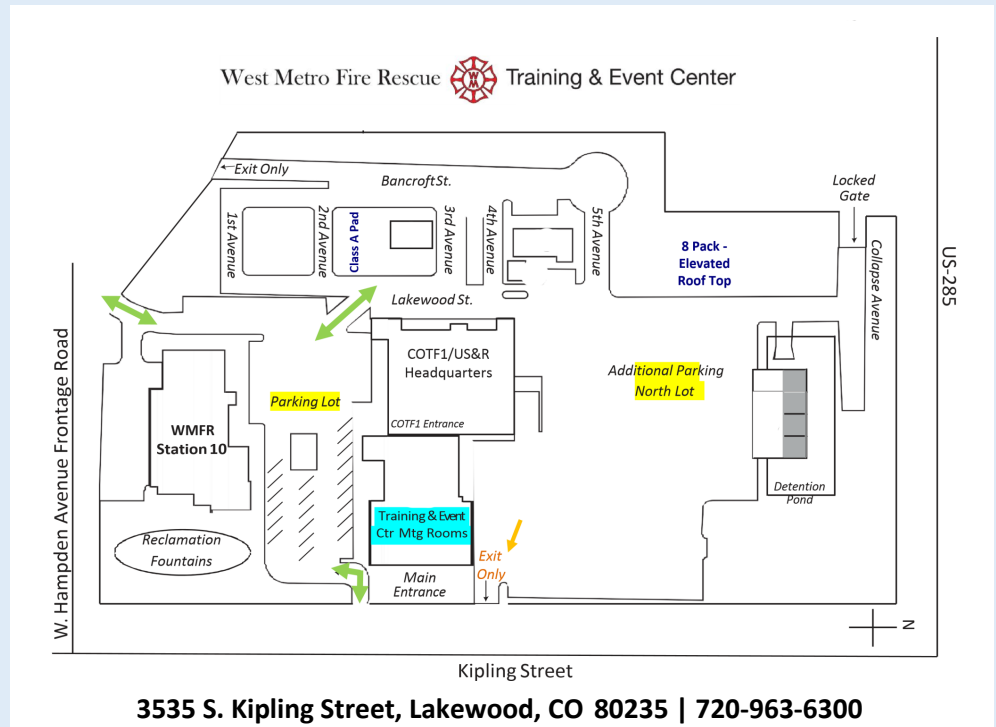 West Metro Fire Rescue
W M
Training & Event Center
Exit Only
Bancroft St.
1st Avenue
2nd Avenue
Class A Pad
3rd Avenue
4th Avenue
5th Avenue
Locked
Gate
Collapse Avenue
US-285
8 Pack -
Elevated
Roof Top
Lakewood St.
COTF1/US&R
Headquarters
COTF1 Entrance
Additional Parking
North Lot
Parking Lot
WMFR
Station 10
W. Hampden Avenue Frontage Road
Reclamation
Fountains
Training & Event
Ctr Mtg Rooms
Detention
Pond
Exit
Only
Main
Entrance
N
Kipling Street
3535 S. Kipling Street, Lakewood, CO 80235 | 720-963-6300